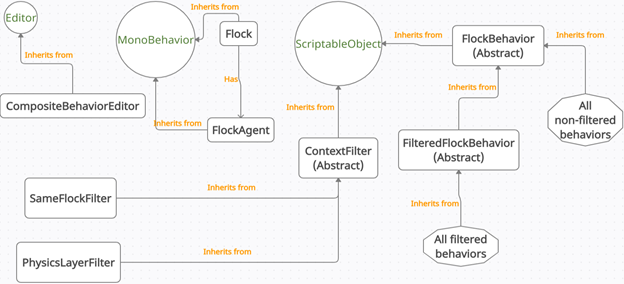 Inherits from
Editor
Flock
FlockBehavior
(Abstract)
Inherits from
Inherits from
MonoBehavior
ScriptableObject
Inherits from
Has
CompositeBehaviorEditor
Inherits from
All
non-filtered
behaviors
Inherits from
FlockAgent
Inherits from
ContextFilter
(Abstract)
FilteredFlockBehavior
(Abstract)
Inherits from
SameFlockFilter
Inherits from
Inherits from
All filtered
behaviors
PhysicsLayerFilter
Inherits from